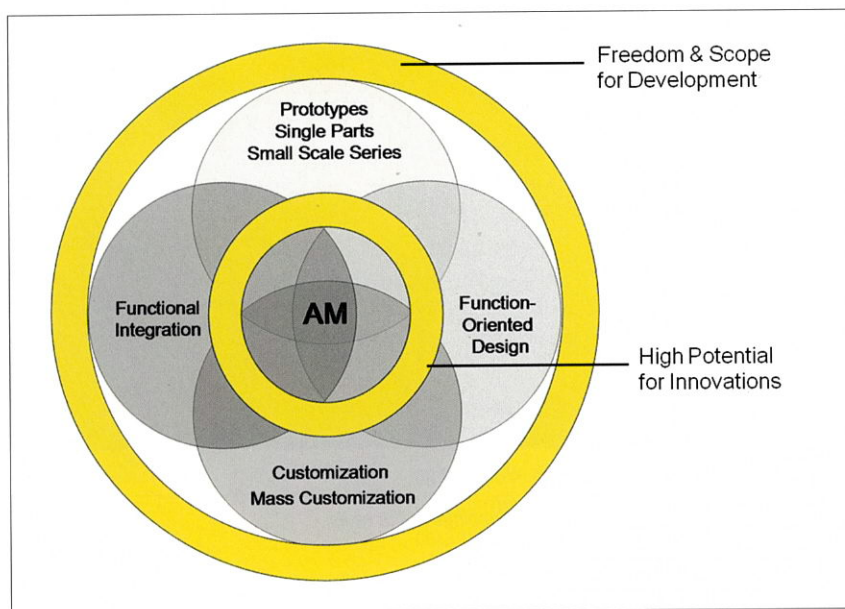 Freedom & Scope
for Development
Prototypes
Single Parts
Small Scale Series
Functional
Integration
AM
Function-
Oriented
Design
High Potential
for Innovations
Customization
Mass Customization